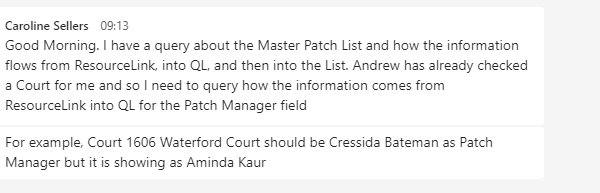 Caroline Sellers 09:13
Good Morning. I have a query about the Master Patch List and how the information
flows from ResourceLink, into QL, and then into the List. Andrew has already checked
a Court for me and so I need to query how the information comes from
ResourceLink into QL for the Patch Manager field
For example, Court 1606 Waterford Court should be Cressida Bateman as Patch
Manager but it is showing as Aminda Kaur